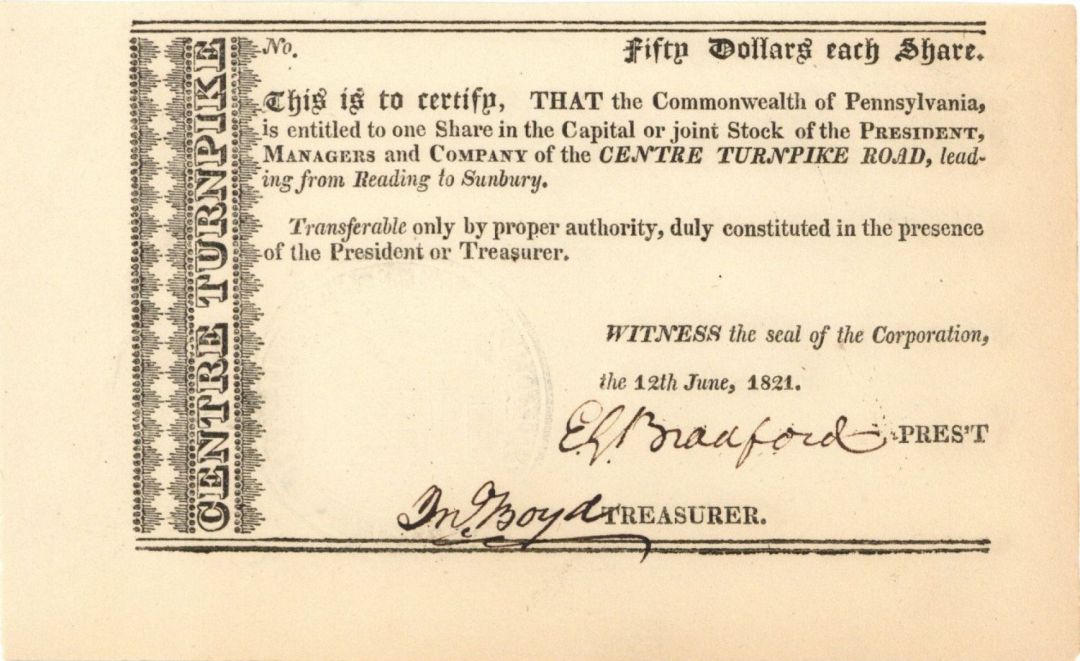 CENTRE TURNPIKE
No. Fifty Dollars each Share.
This is to certify, THAT the Commonwealth of Pennsylvania,
is entitled to one Share in the Capital or joint Stock of the PRESIDENT,
MANAGERS and COMPANY of the CENTRE TURNPIKE ROAD, lead-
ing from Reading to Sunbury.
Transferable only by proper authority, duly constituted in the presence
of the President or Treasurer.
WITNESS the seal of the Corporation,
the 12th June, 1821.
E G Bradford PRES'T
Jno Boyd TREASURER.